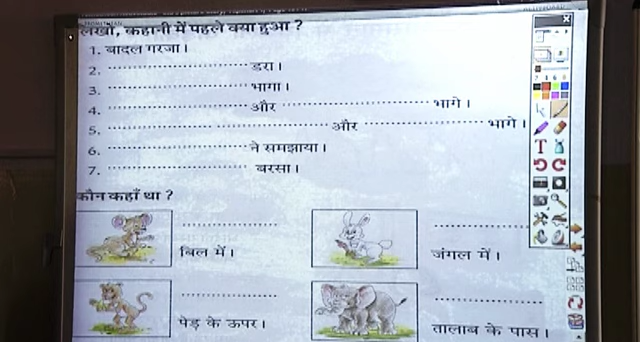 लिखो, कहानी में पहले क्या हुआ ?
1. बादल गरजा।
2. .................... डरा।
3. .................... भागा।
4. .................... और .................... भागे।
5. .................... .................... और .................... भागे।
6. .................... ने समझाया।
7. .................... बरसा।
कौन कहाँ था ?
.................... ....................
बिल में। जंगल में।
.................... ....................
पेड़ के ऊपर। तालाब के पास।